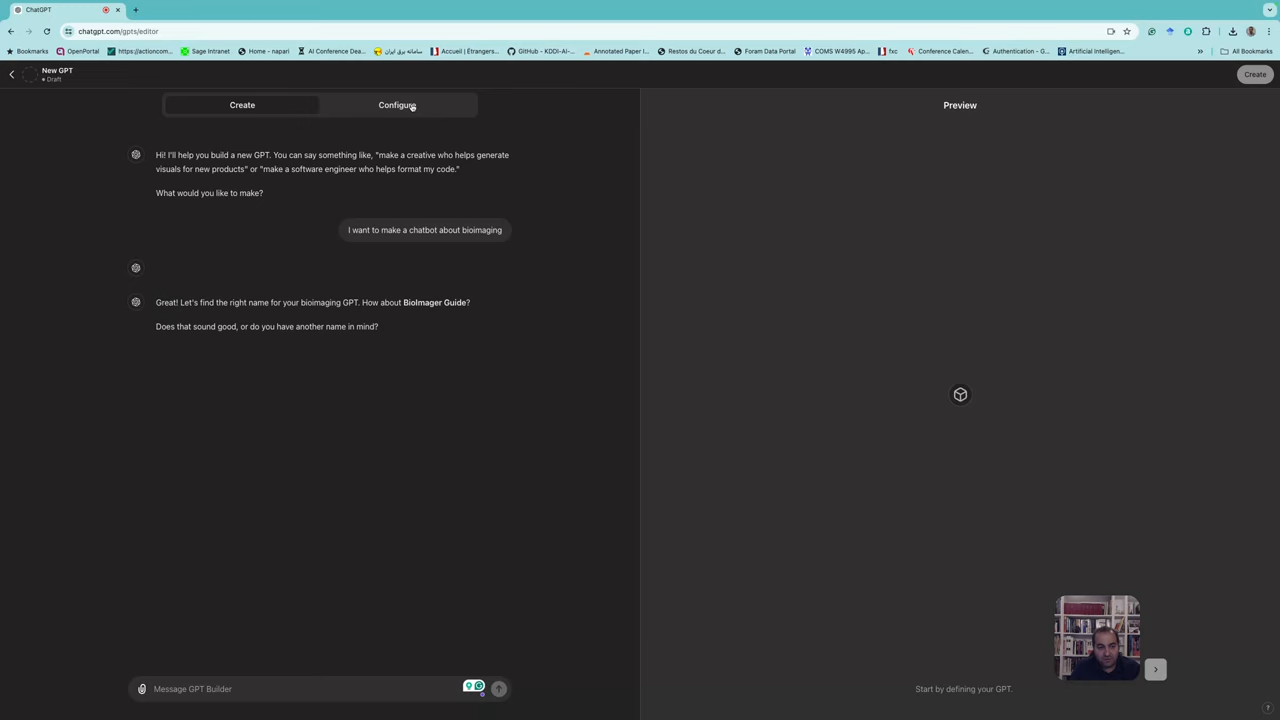 ChatGPT
chatgpt.com/gpts/editor
Bookmarks
OpenPortal
https://actioncom...
Sage Intranet
Home - napari
AI Conference Dea...
سامانه برق ایران
Accueil | Étrangers...
GitHub - KDDI-AI-...
Annotated Paper I...
Restos du Coeur d...
Foram Data Portal
COMS W4995 Ap...
fxc
Conference Calen...
Authentication - G...
Artificial Intelligen...
All Bookmarks
New GPT
Draft
Create
Create
Configure
Preview
Hi! I'll help you build a new GPT. You can say something like, "make a creative who helps generate
visuals for new products" or "make a software engineer who helps format my code."
What would you like to make?
I want to make a chatbot about bioimaging
Great! Let's find the right name for your bioimaging GPT. How about BioImager Guide?
Does that sound good, or do you have another name in mind?
Message GPT Builder
Start by defining your GPT.
?